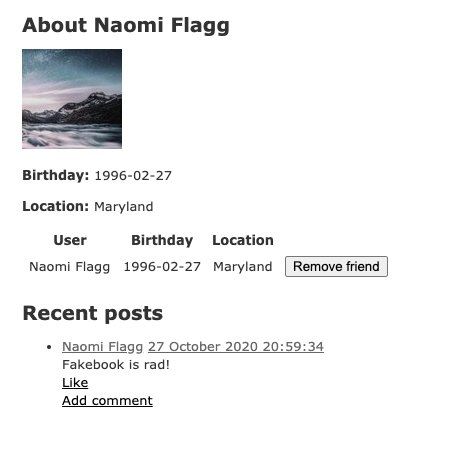 About Naomi Flagg
Birthday: 1996-02-27
Location: Maryland
User Birthday Location
Naomi Flagg 1996-02-27 Maryland Remove friend
Recent posts
• Naomi Flagg 27 October 2020 20:59:34
Fakebook is rad!
Like
Add comment